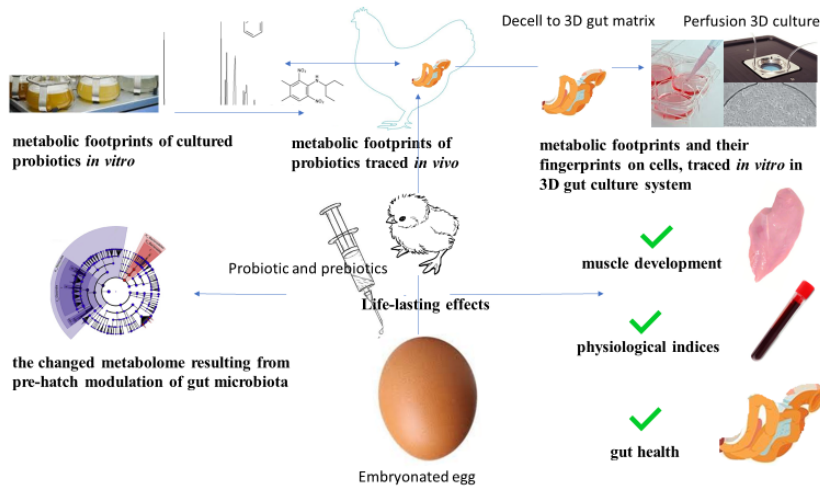 Decell to 3D gut matrix
Perfusion 3D culture
NO₂
H
N
NO₂
metabolic footprints of cultured
probiotics in vitro
metabolic footprints of
probiotics traced in vivo
metabolic footprints and their
fingerprints on cells, traced in vitro in
3D gut culture system
Probiotic and prebiotics
Life-lasting effects
muscle development
the changed metabolome resulting from
pre-hatch modulation of gut microbiota
physiological indices
gut health
Embryonated egg